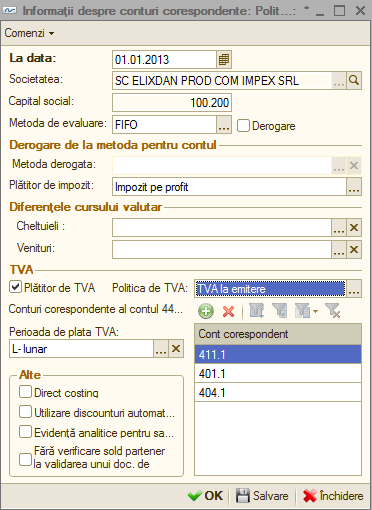 Informații despre conturi corespondente: Polit...: *
Comenzi
La data: 01.01.2013
Societatea: SC ELIXDAN PROD COM IMPEX SRL ...
Capital social: 100.200
Metoda de evaluare: FIFO ... Derogare
Derogare de la metoda pentru contul
Metoda derogata: ...
Plătitor de impozit: Impozit pe profit ...
Diferențele cursului valutar
Cheltuieli : ...
Venituri: ...
TVA
Plătitor de TVA Politica de TVA: TVA la emitere ...
Conturi corespondente al contul 44...
Perioada de plata TVA:
L- lunar ...
Cont corespondent
411.1
401.1
404.1
Alte
Direct costing
Utilizare discounturi automat...
Evidență analitice pentru sa...
Fără verificare sold partener
la validarea unui doc. de
OK Salvare Închidere